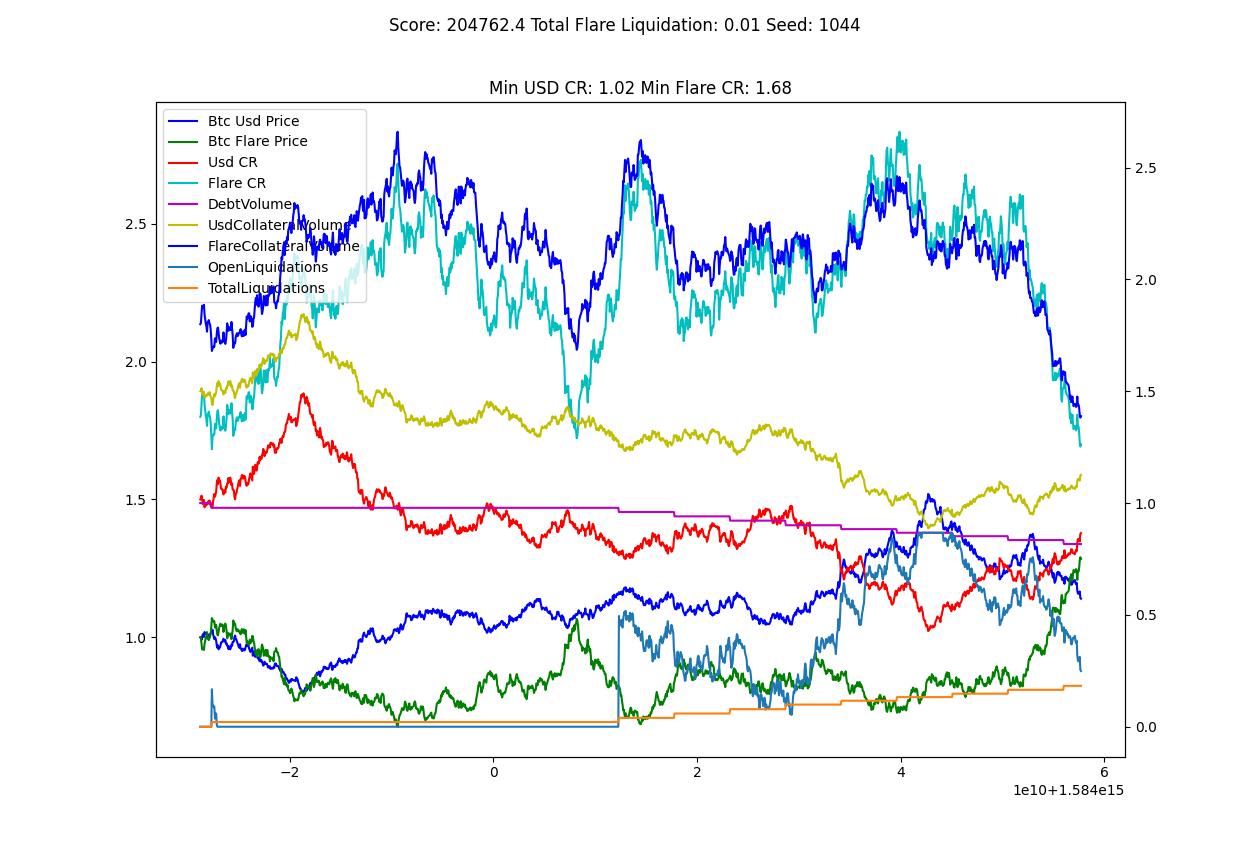 Score: 204762.4 Total Flare Liquidation: 0.01 Seed: 1044
Min USD CR: 1.02 Min Flare CR: 1.68
Btc Usd Price
Btc Flare Price
Usd CR
Flare CR
DebtVolume
UsdCollateralVolume
FlareCollateralVolume
OpenLiquidations
TotalLiquidations
2.5
2.0
1.5
1.0
2.5
2.0
1.5
1.0
0.5
0.0
−2
0
2
4
6
1e10+1.584e15